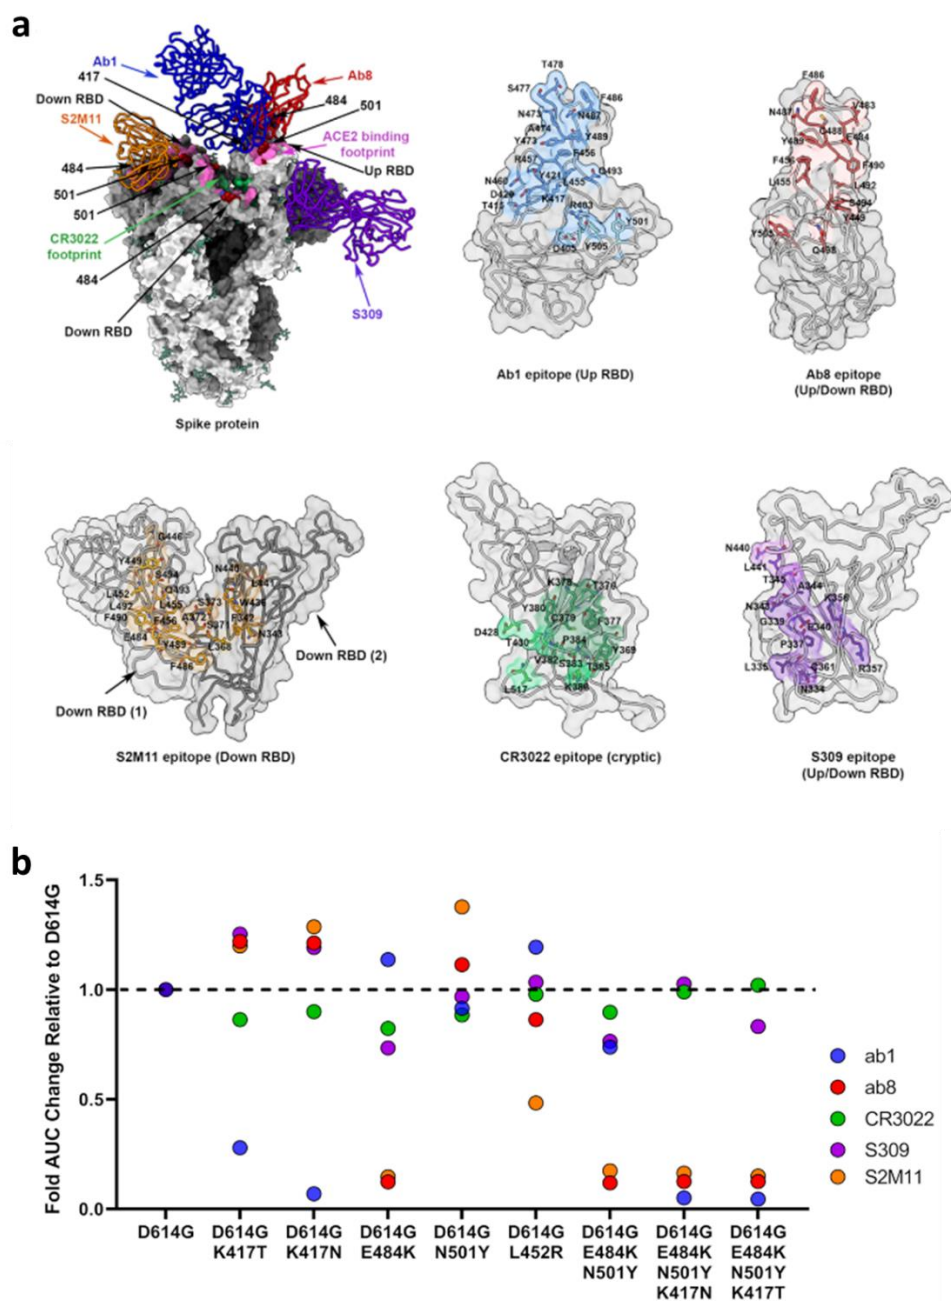 a
Ab1
417
Down RBD
S2M11
484
501
501
CR3022
footprint
484
Down RBD
Ab8
484
501
ACE2 binding
footprint
Up RBD
S309
Spike protein
T478
S477
F486
N487
A474
Y473
Y489
F456
R457
Y421
L455
Q493
N460
D420
T415
K417
R403
Y501
Y505
Ab1 epitope (Up RBD)
F486
N487
V483
E484
Y489
F490
F456
L455
L492
S494
Y449
Y505
Q498
Ab8 epitope
(Up/Down RBD)
G446
Y449
S494
L452
Q493
L492
L455
F490
F456
E484
Y489
F486
A372
S373
S371
L368
N440
L441
W436
F342
N343
Down RBD (1)
Down RBD (2)
S2M11 epitope (Down RBD)
K378
T376
Y380
C379
F377
D428
T430
P384
Y369
V382
S383
T385
K386
L517
CR3022 epitope (cryptic)
N440
L441
T345
A344
K356
N343
G339
E340
P337
L335
C361
R357
N334
S309 epitope
(Up/Down RBD)
b
Fold AUC Change Relative to D614G
1.5
1.0
0.5
0.0
D614G
D614G
K417T
D614G
K417N
D614G
E484K
D614G
N501Y
D614G
L452R
D614G
E484K
N501Y
D614G
E484K
N501Y
K417N
D614G
E484K
N501Y
K417T
ab1
ab8
CR3022
S309
S2M11